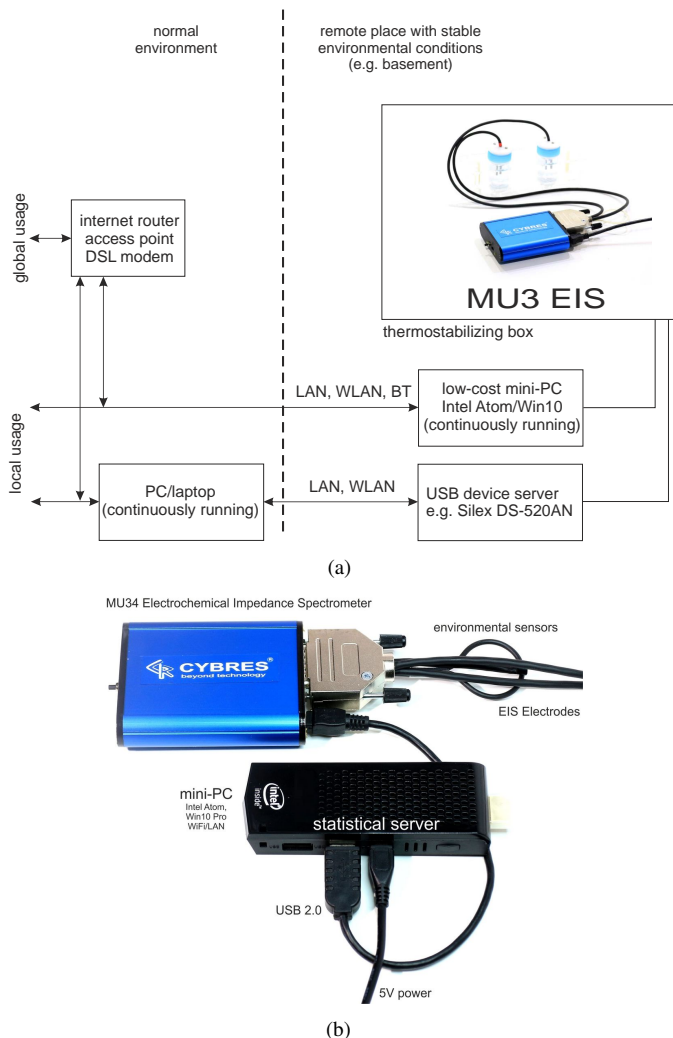 normal
environment
remote place with stable
environmental conditions
(e.g. basement)
global usage
internet router
access point
DSL modem
CYBRES
MU3 EIS
thermostabilizing box
local usage
LAN, WLAN, BT
low-cost mini-PC
Intel Atom/Win10
(continuously running)
PC/laptop
(continuously running)
LAN, WLAN
USB device server
e.g. Silex DS-520AN
(a)
MU34 Electrochemical Impedance Spectrometer
environmental sensors
CYBRES®
beyond technology
EIS Electrodes
mini-PC
Intel Atom,
Win10 Pro
WiFi/LAN
intel
inside®
statistical server
USB 2.0
5V power
(b)